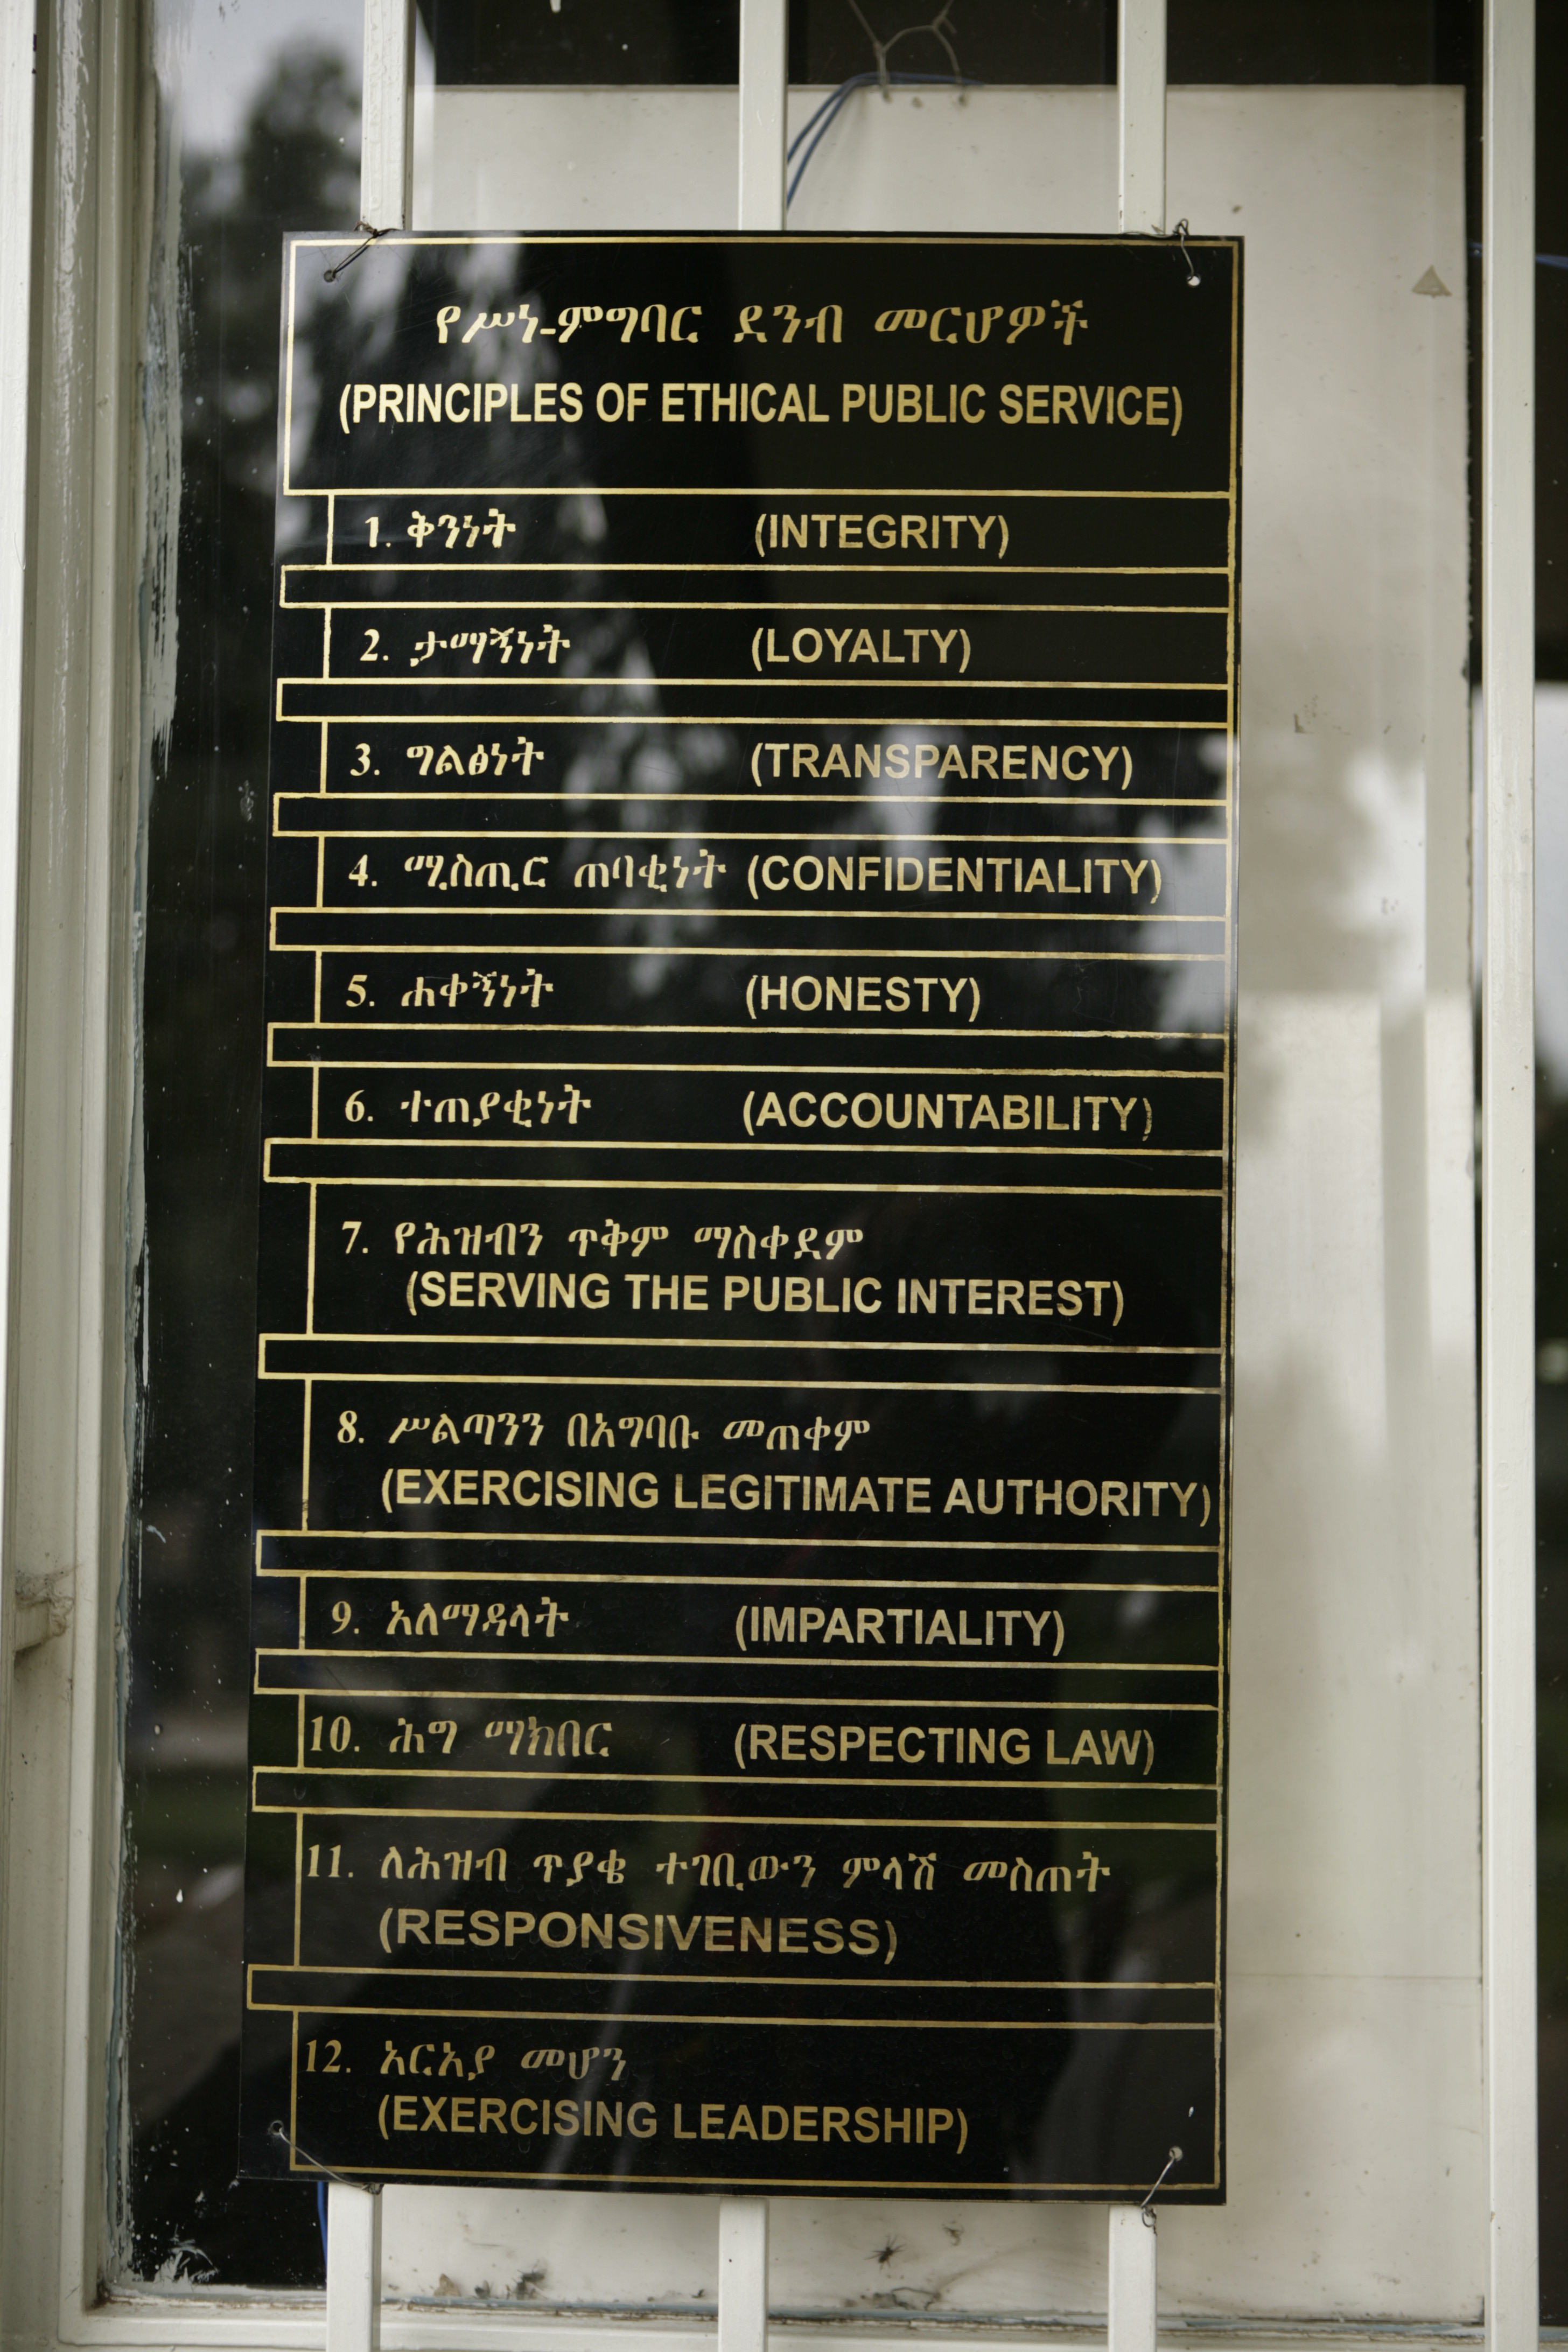 የሥነ-ምግባር ደንብ መርሆዎች
(PRINCIPLES OF ETHICAL PUBLIC SERVICE)
1. ቅንነት (INTEGRITY)
2. ታማኝነት (LOYALTY)
3. ግልፅነት (TRANSPARENCY)
4. ሚስጢር ጠባቂነት (CONFIDENTIALITY)
5. ሐቀኝነት (HONESTY)
6. ተጠያቂነት (ACCOUNTABILITY)
7. የሕዝብን ጥቅም ማስቀደም
(SERVING THE PUBLIC INTEREST)
8. ሥልጣንን በአግባቡ መጠቀም
(EXERCISING LEGITIMATE AUTHORITY)
9. አለማዳላት (IMPARTIALITY)
10. ሕግ ማክበር (RESPECTING LAW)
11. ለሕዝብ ጥያቄ ተገቢውን ምላሽ መስጠት
(RESPONSIVENESS)
12. አርአያ መሆን
(EXERCISING LEADERSHIP)